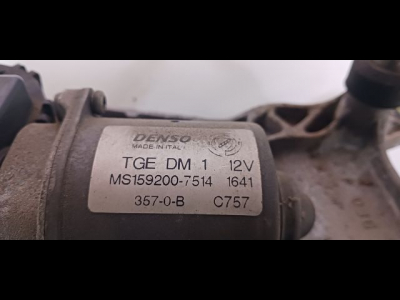 DENSO
MADE IN ITALY
TGE DM 1 12V
MS159200-7514 1641
357-0-B C757